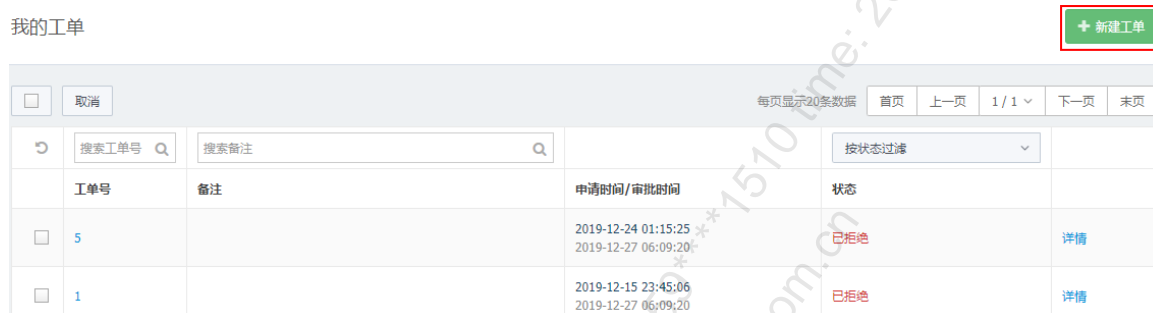 我的工单
新建工单
取消 每页显示20条数据 首页 上一页 1 / 1 下一页 末页
搜索工单号 搜索备注 按状态过滤
工单号 备注 申请时间/审批时间 状态
5 2019-12-24 01:15:25 已拒绝 详情
2019-12-27 06:09:20
1 2019-12-15 23:45:06 已拒绝 详情
2019-12-27 06:09:20